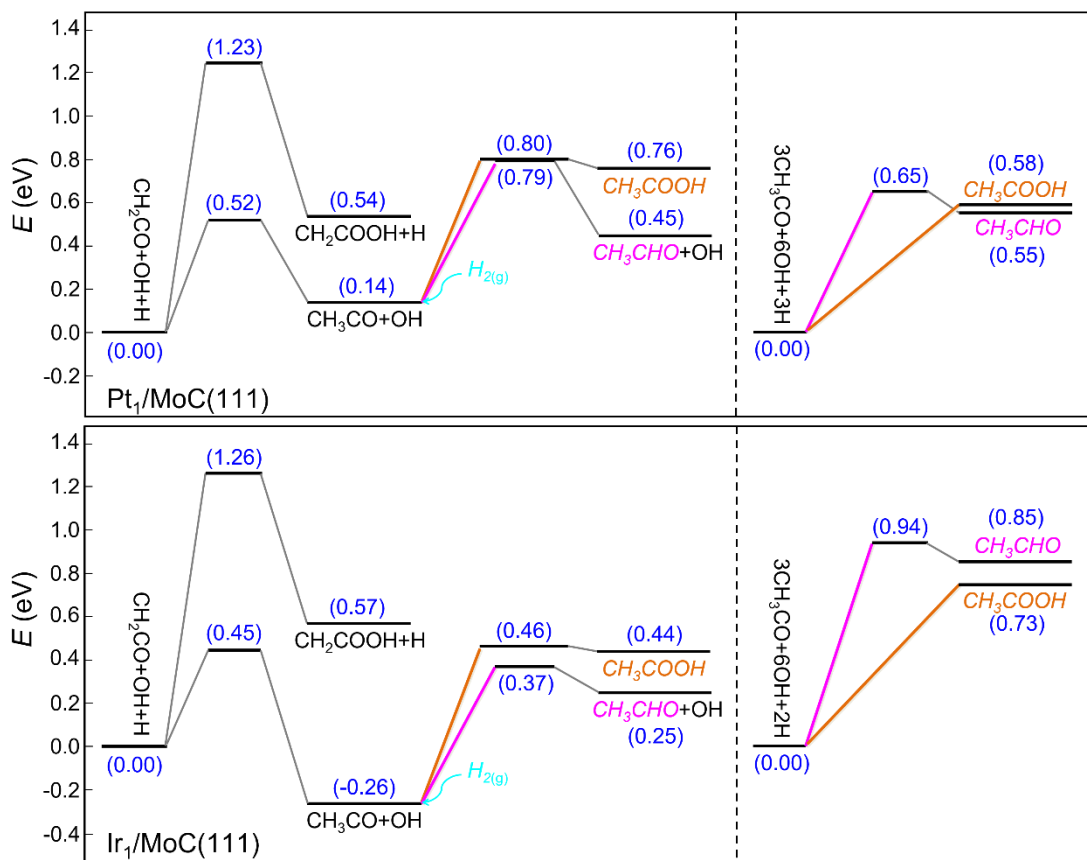 E (eV)
1.4
1.2
1.0
0.8
0.6
0.4
0.2
0.0
-0.2
CH₂CO+OH+H
(0.00)
(1.23)
(0.52)
(0.54)
CH₂COOH+H
(0.14)
CH₃CO+OH
H₂(g)
(0.80)
(0.79)
(0.76)
CH₃COOH
(0.45)
CH₃CHO+OH
Pt₁/MoC(111)
3CH₃CO+6OH+3H
(0.00)
(0.65)
(0.58)
CH₃COOH
CH₃CHO
(0.55)
E (eV)
1.4
1.2
1.0
0.8
0.6
0.4
0.2
0.0
-0.2
-0.4
CH₂CO+OH+H
(0.00)
(1.26)
(0.45)
(0.57)
CH₂COOH+H
(-0.26)
CH₃CO+OH
H₂(g)
(0.46)
(0.37)
(0.44)
CH₃COOH
CH₃CHO+OH
(0.25)
Ir₁/MoC(111)
3CH₃CO+6OH+2H
(0.00)
(0.94)
(0.85)
CH₃CHO
CH₃COOH
(0.73)